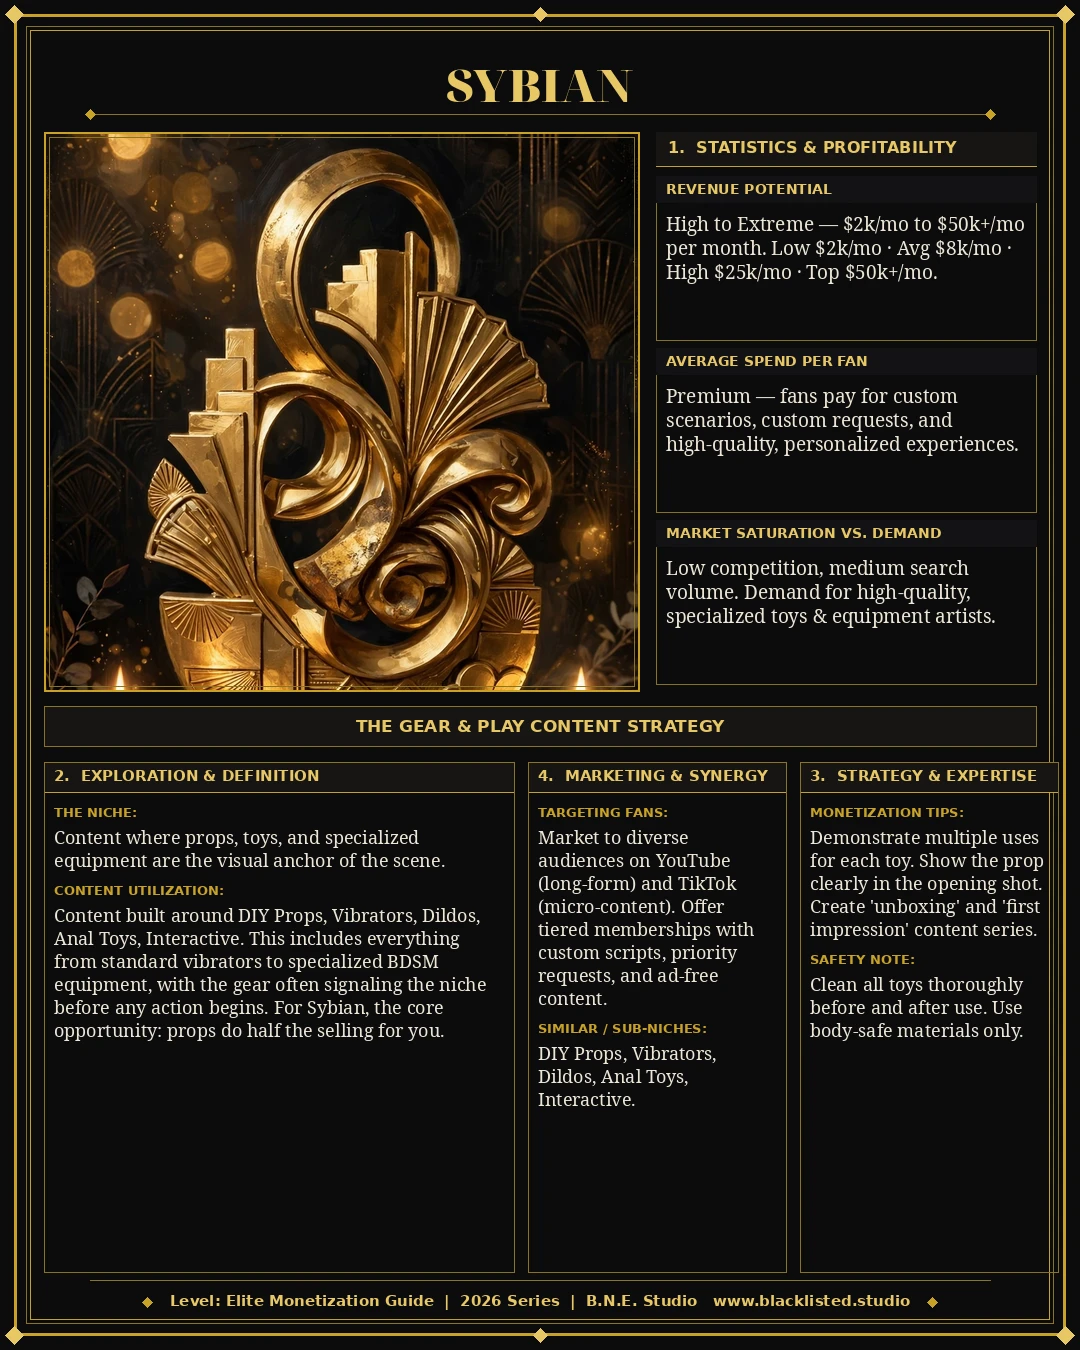 SYBIAN
1. STATISTICS & PROFITABILITY
REVENUE POTENTIAL
High to Extreme — $2k/mo to $50k+/mo
per month. Low $2k/mo · Avg $8k/mo ·
High $25k/mo · Top $50k+/mo.
AVERAGE SPEND PER FAN
Premium — fans pay for custom
scenarios, custom requests, and
high-quality, personalized experiences.
MARKET SATURATION VS. DEMAND
Low competition, medium search
volume. Demand for high-quality,
specialized toys & equipment artists.
THE GEAR & PLAY CONTENT STRATEGY
2. EXPLORATION & DEFINITION
THE NICHE:
Content where props, toys, and specialized
equipment are the visual anchor of the scene.
CONTENT UTILIZATION:
Content built around DIY Props, Vibrators, Dildos,
Anal Toys, Interactive. This includes everything
from standard vibrators to specialized BDSM
equipment, with the gear often signaling the niche
before any action begins. For Sybian, the core
opportunity: props do half the selling for you.
4. MARKETING & SYNERGY
TARGETING FANS:
Market to diverse
audiences on YouTube
(long-form) and TikTok
(micro-content). Offer
tiered memberships with
custom scripts, priority
requests, and ad-free
content.
SIMILAR / SUB-NICHES:
DIY Props, Vibrators,
Dildos, Anal Toys,
Interactive.
3. STRATEGY & EXPERTISE
MONETIZATION TIPS:
Demonstrate multiple uses
for each toy. Show the prop
clearly in the opening shot.
Create 'unboxing' and 'first
impression' content series.
SAFETY NOTE:
Clean all toys thoroughly
before and after use. Use
body-safe materials only.
Level: Elite Monetization Guide | 2026 Series | B.N.E. Studio www.blacklisted.studio